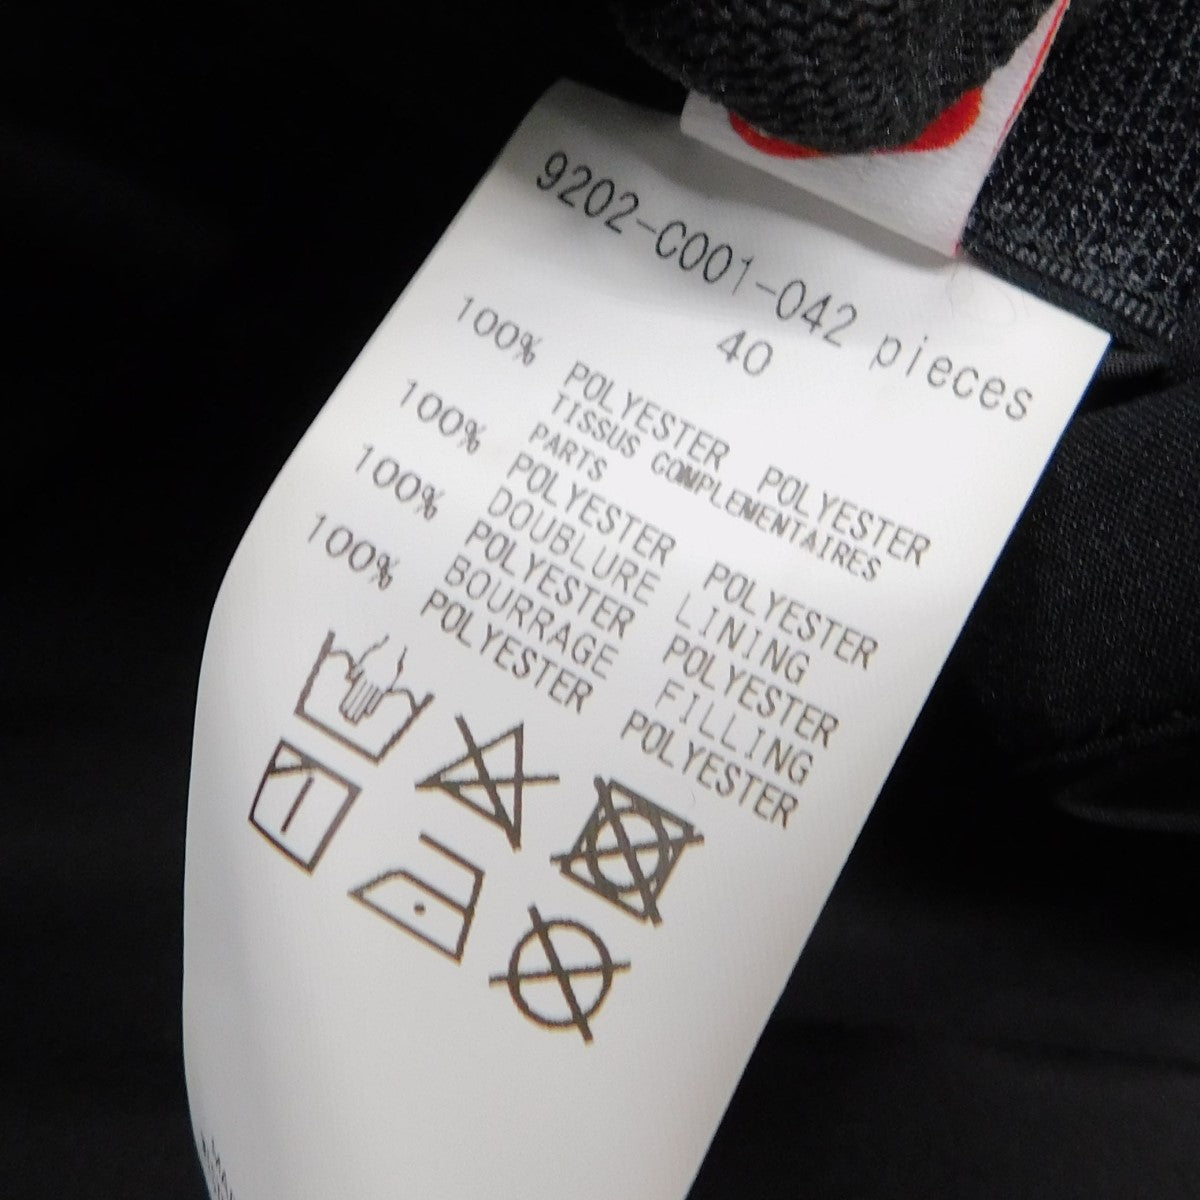 9202-C001-042 pieces
40
100% POLYESTER POLYESTER
TISSUS COMPLEMENTAIRES
PARTS
100% POLYESTER POLYESTER
DOUBLURE LINING
100% POLYESTER POLYESTER
BOURRAGE FILLING
100% POLYESTER POLYESTER